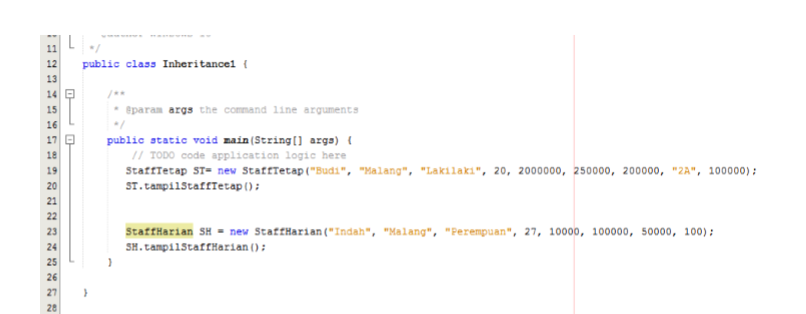 10
11 */
12 public class Inheritance1 {
13
14 /**
15 * @param args the command line arguments
16 */
17 public static void main(String[] args) {
18 // TODO code application logic here
19 StaffTetap ST= new StaffTetap("Budi", "Malang", "Lakilaki", 20, 2000000, 250000, 200000, "2A", 100000);
20 ST.tampilStaffTetap();
21
22
23 StaffHarian SH = new StaffHarian("Indah", "Malang", "Perempuan", 27, 10000, 100000, 50000, 100);
24 SH.tampilStaffHarian();
25 }
26
27 }
28